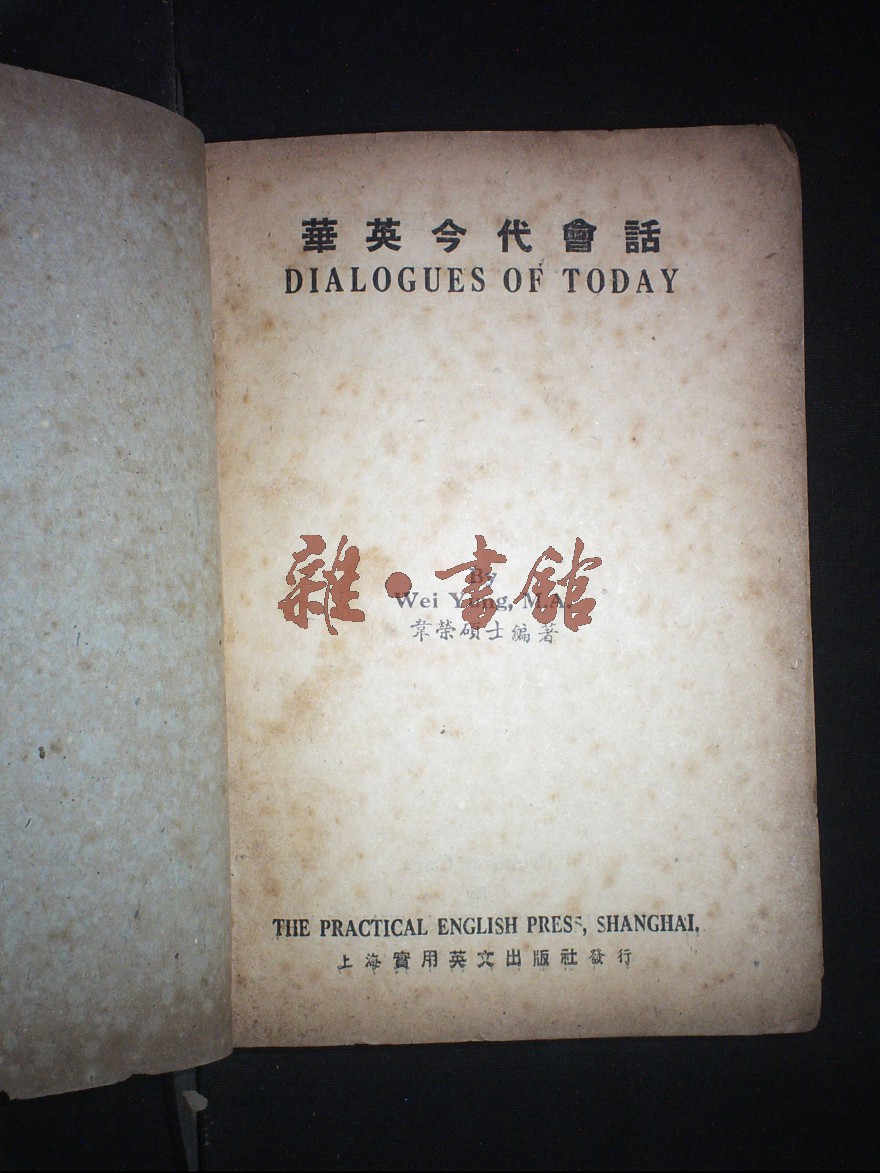 華英今代會話
DIALOGUES OF TODAY
雜·書館
By
Wei Yung, M.A.
韋榮碩士編著
THE PRACTICAL ENGLISH PRESS, SHANGHAI.
上海實用英文出版社發行